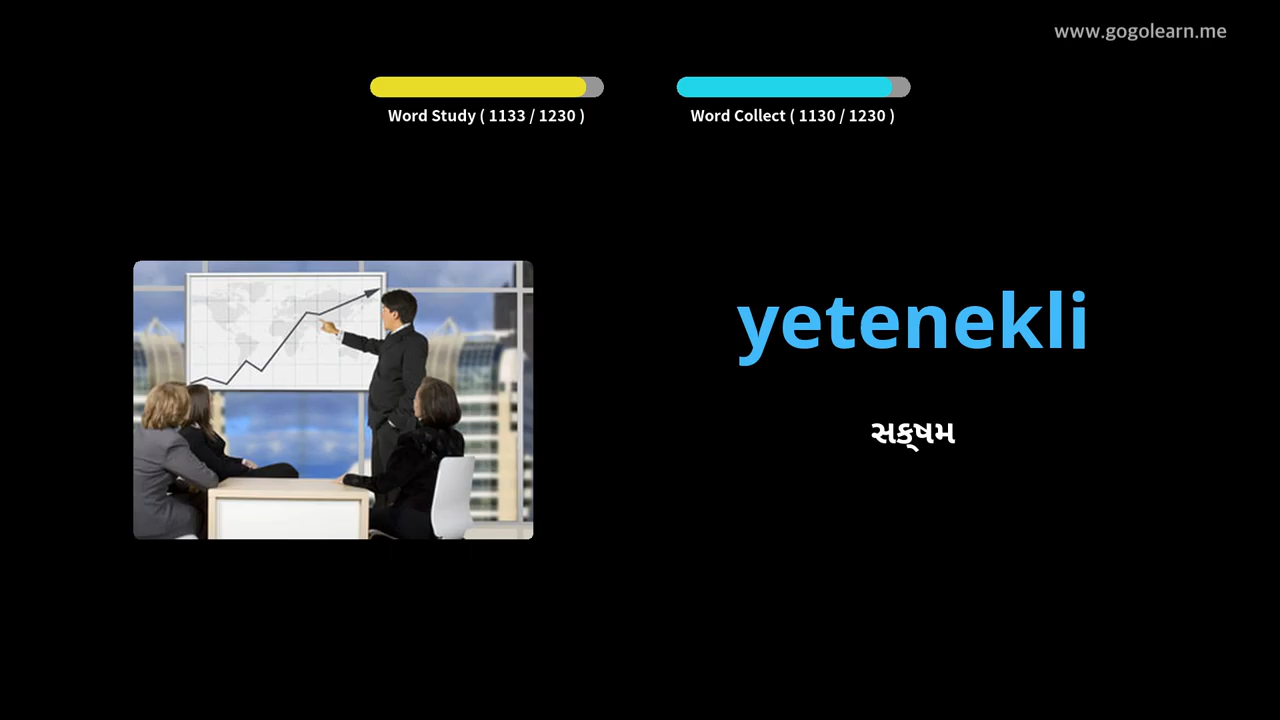 www.gogolearn.me
Word Study ( 1133 / 1230 )
Word Collect ( 1130 / 1230 )
yetenekli
સક્ષમ